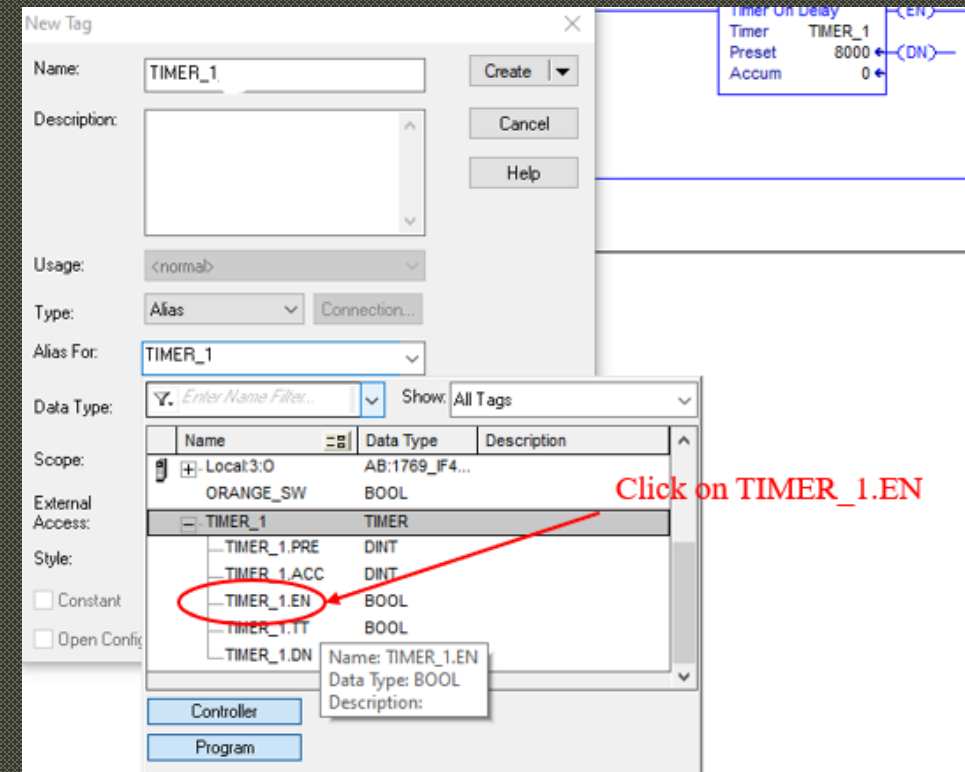 New Tag
Name: TIMER_1
Create
Description:
Cancel
Help
Usage: <normal>
Type: Alias Connection...
Alias For: TIMER_1
Data Type: Enter Name Filter... Show: All Tags
Name Data Type Description
Scope: Local:3:O AB:1769_IF4...
ORANGE_SW BOOL
External Access: TIMER_1 TIMER
TIMER_1.PRE DINT
Style: TIMER_1.ACC DINT
Constant TIMER_1.EN BOOL
TIMER_1.TT BOOL
Open Config TIMER_1.DN
Name: TIMER_1.EN
Data Type: BOOL
Description:
Controller
Program
Timer On Delay (EN)
Timer TIMER_1
Preset 8000 (DN)
Accum 0
Click on TIMER_1.EN